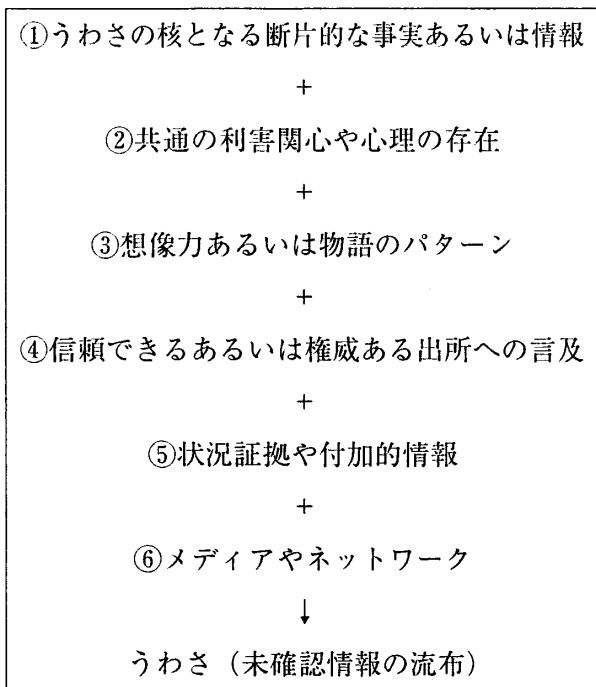 ①うわさの核となる断片的な事実あるいは情報
+
②共通の利害関心や心理の存在
+
③想像力あるいは物語のパターン
+
④信頼できるあるいは権威ある出所への言及
+
⑤状況証拠や付加的情報
+
⑥メディアやネットワーク
↓
うわさ（未確認情報の流布）